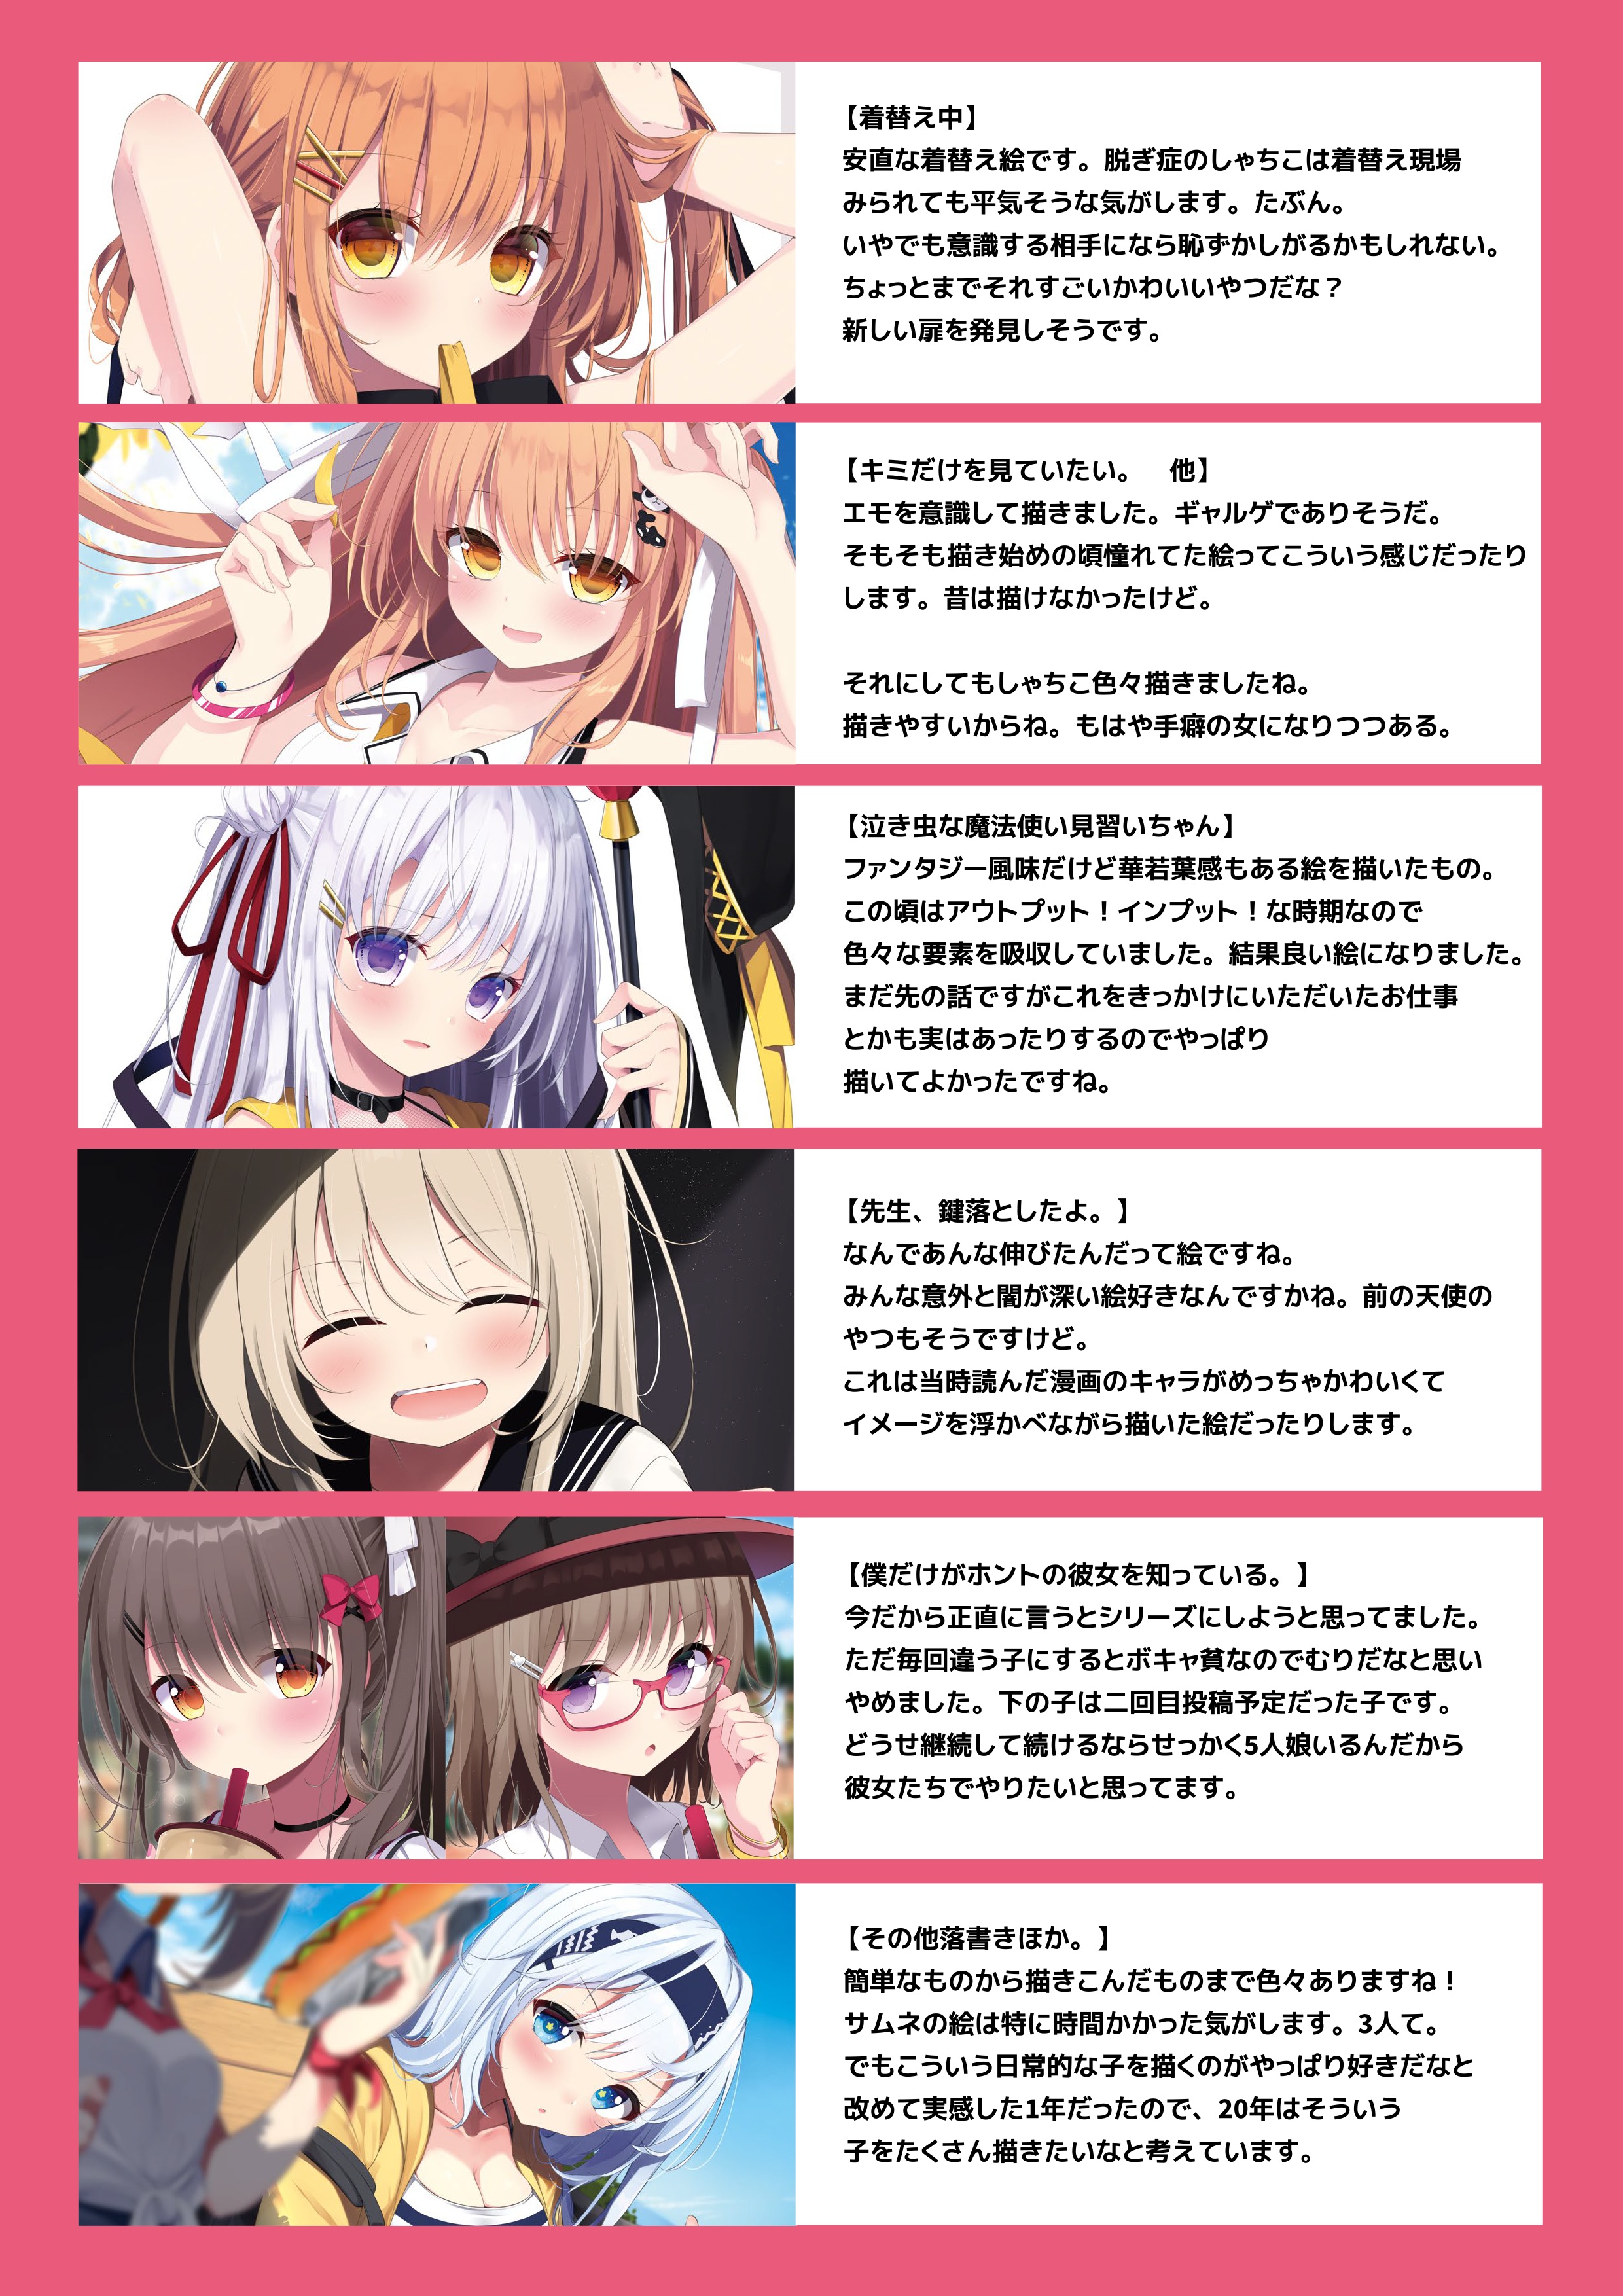 【着替え中】
安直な着替え絵です。脱ぎ症のしゃちこは着替え現場
みられても平気そうな気がします。たぶん。
いやでも意識する相手になら恥ずかしがるかもしれない。
ちょっとまでそれすごいかわいいやつだな?
新しい扉を発見しそうです。
【キミだけを見ていたい。　他】
エモを意識して描きました。ギャルゲでありそうだ。
そもそも描き始めの頃憧れてた絵ってこういう感じだったり
します。昔は描けなかったけど。
それにしてもしゃちこ色々描きましたね。
描きやすいからね。もはや手癖の女になりつつある。
【泣き虫な魔法使い見習いちゃん】
ファンタジー風味だけど華若葉感もある絵を描いたもの。
この頃はアウトプット！インプット！な時期なので
色々な要素を吸収していました。結果良い絵になりました。
まだ先の話ですがこれをきっかけにいただいたお仕事
とかも実はあったりするのでやっぱり
描いてよかったですね。
【先生、鍵落としたよ。】
なんであんな伸びたんだって絵ですね。
みんな意外と闇が深い絵好きなんですかね。前の天使の
やつもそうですけど。
これは当時読んだ漫画のキャラがめっちゃかわいくて
イメージを浮かべながら描いた絵だったりします。
【僕だけがホントの彼女を知っている。】
今だから正直に言うとシリーズにしようと思ってました。
ただ毎回違う子にするとボキャ貧なのでむりだなと思い
やめました。下の子は二回目投稿予定だった子です。
どうせ継続して続けるならせっかく5人娘いるんだから
彼女たちでやりたいと思ってます。
【その他落書きほか。】
簡単なものから描きこんだものまで色々ありますね！
サムネの絵は特に時間かかった気がします。3人て。
でもこういう日常的な子を描くのがやっぱり好きだなと
改めて実感した1年だったので、20年はそういう
子をたくさん描きたいなと考えています。